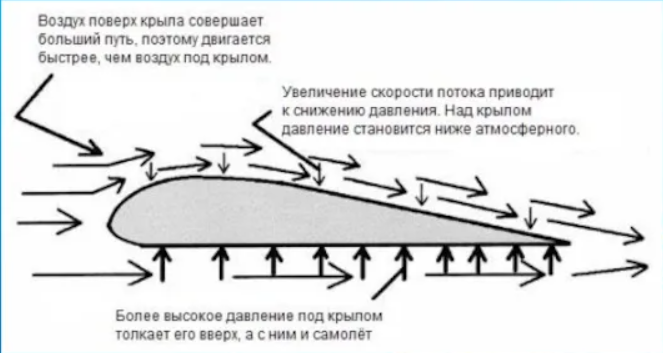 Воздух поверх крыла совершает
больший путь, поэтому двигается
быстрее, чем воздух под крылом.
Увеличение скорости потока приводит
к снижению давления. Над крылом
давление становится ниже атмосферного.
Более высокое давление под крылом
толкает его вверх, а с ним и самолёт